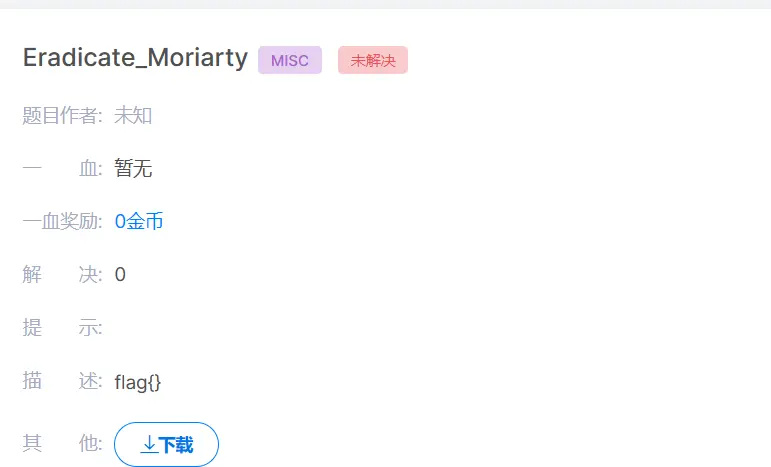 Eradicate_Moriarty MISC 未解决
题目作者: 未知
一 血: 暂无
一血奖励: 0金币
解 决: 0
提 示:
描 述: flag{}
其 他: 下载